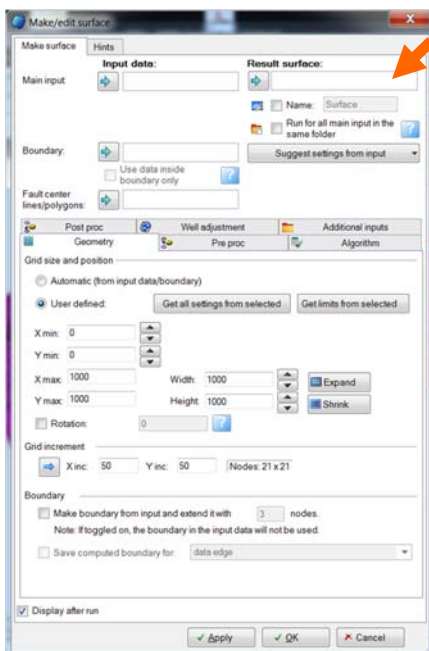 Make/edit surface
Make surface Hints
Input data: Result surface:
Main input:
Name: Surface
Run for all main input in the
same folder
Boundary: Suggest settings from input
Use data inside
boundary only
Fault center
lines/polygons:
Post proc Well adjustment Additional inputs
Geometry Pre proc Algorithm
Grid size and position
Automatic (from input data/boundary)
User defined: Get all settings from selected Get limits from selected
X min: 0
Y min: 0
X max: 1000 Width: 1000 Expand
Y max: 1000 Height: 1000 Shrink
Rotation: 0
Grid increment
X inc: 50 Y inc: 50 Nodes: 21 x 21
Boundary
Make boundary from input and extend it with 3 nodes.
Note: If toggled on, the boundary in the input data will not be used.
Save computed boundary for: data edge
Display after run
Apply OK Cancel